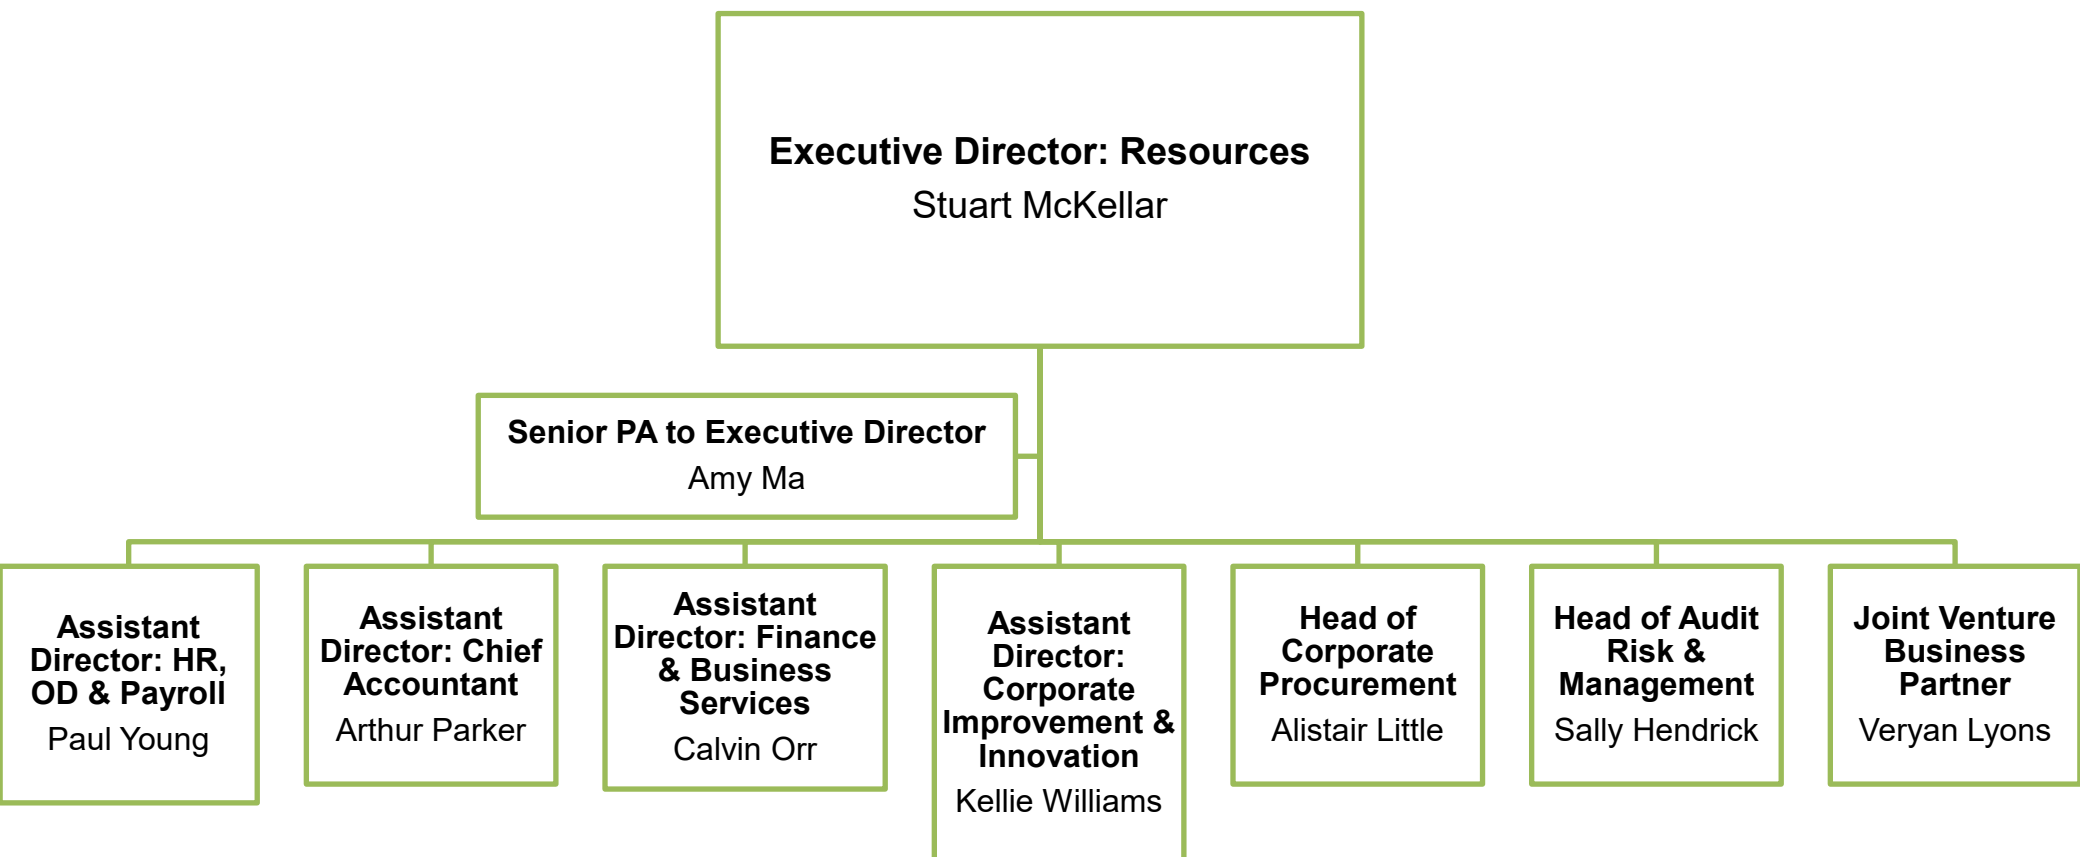 Executive Director: Resources
Stuart McKellar
Senior PA to Executive Director
Amy Ma
Assistant
Director: HR,
OD & Payroll
Paul Young
Assistant
Director: Chief
Accountant
Arthur Parker
Assistant
Director: Finance
& Business
Services
Calvin Orr
Assistant
Director:
Corporate
Improvement &
Innovation
Kellie Williams
Head of
Corporate
Procurement
Alistair Little
Head of Audit
Risk &
Management
Sally Hendrick
Joint Venture
Business
Partner
Veryan Lyons